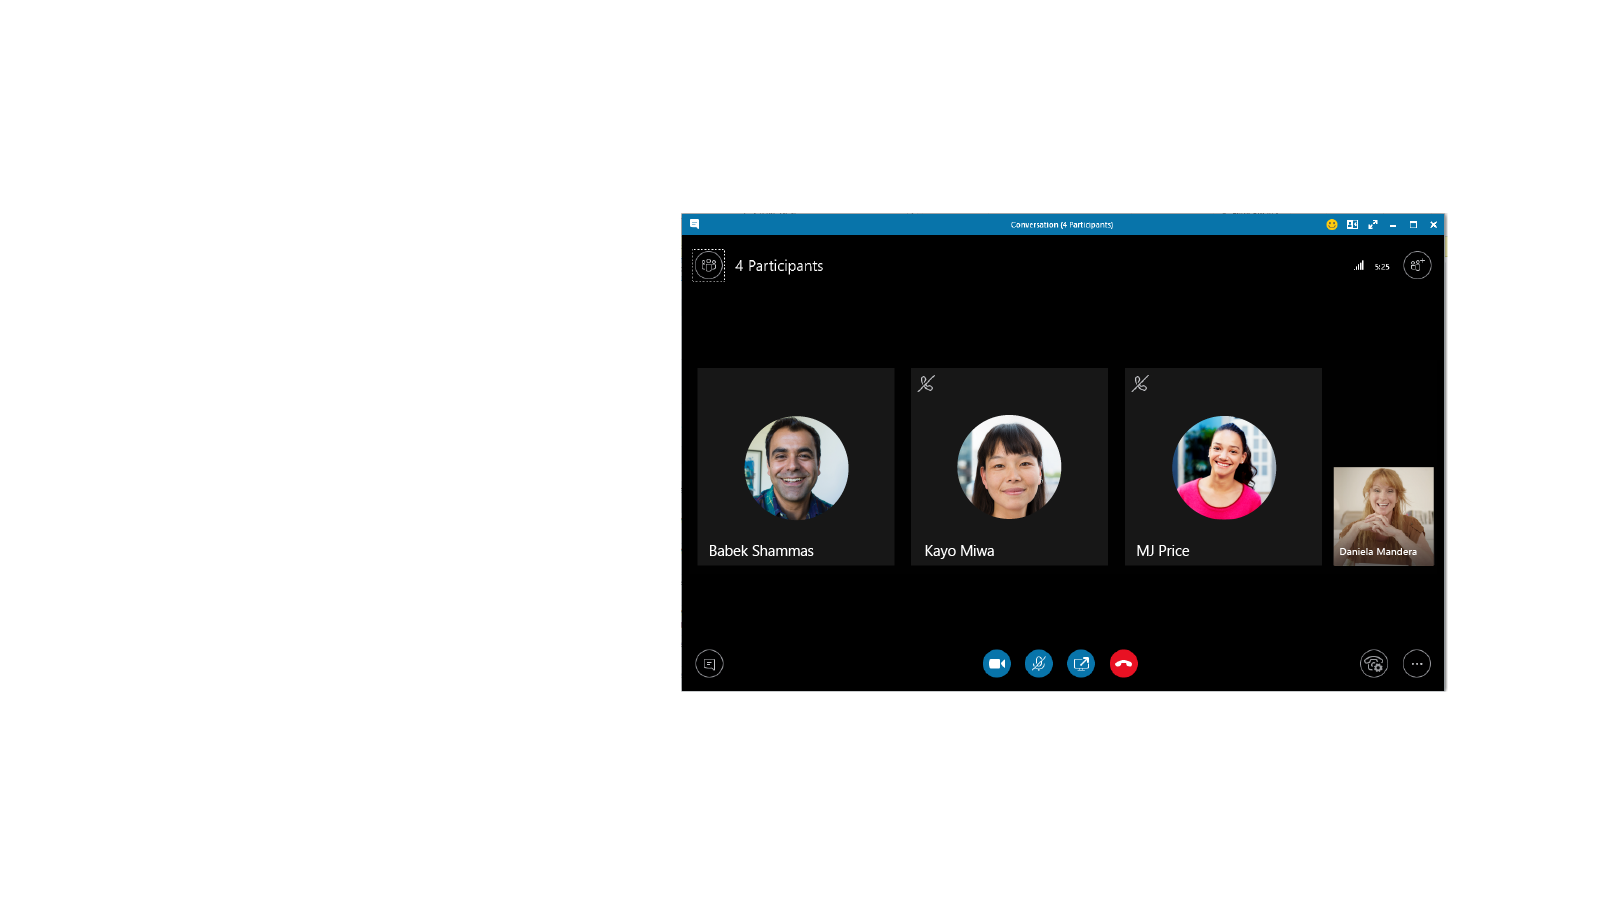 Conversation (4 Participants)
4 Participants
5:25
Babek Shammas
Kayo Miwa
MJ Price
Daniela Mandera